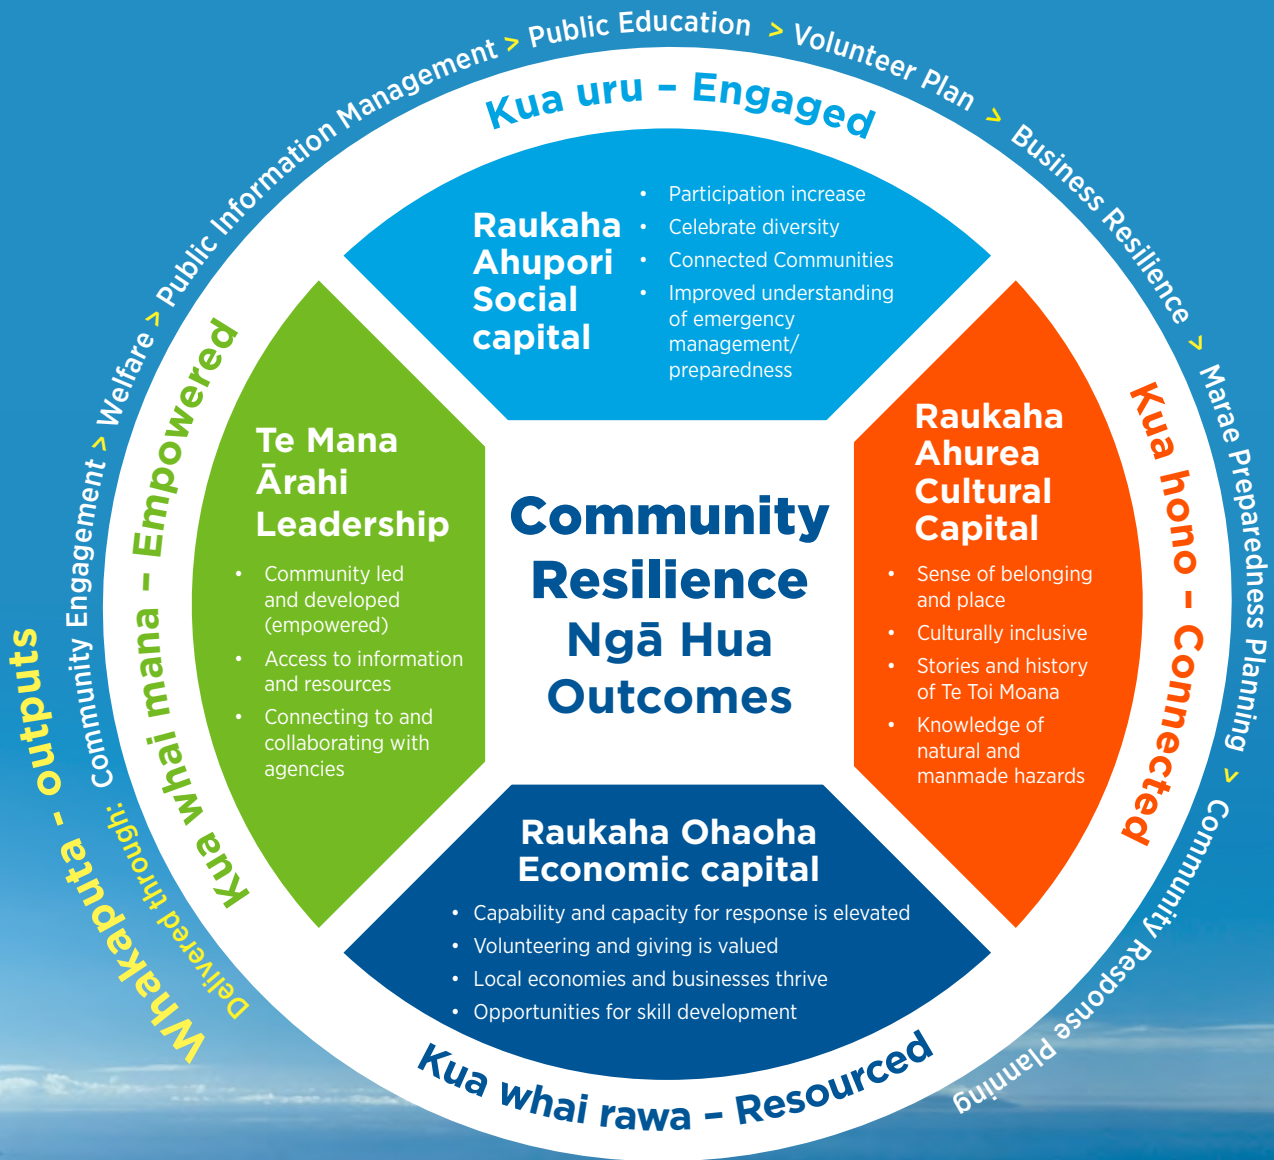 Whakaputa - outputs
Delivered through: Community Engagement > Welfare > Public Information Management > Public Education > Volunteer Plan > Business Resilience > Marae Preparedness Planning > Community Response Planning
Kua uru – Engaged
Raukaha
Ahupori
Social
capital
• Participation increase
• Celebrate diversity
• Connected Communities
• Improved understanding
of emergency
management/
preparedness
Kua hono – Connected
Raukaha
Ahurea
Cultural
Capital
• Sense of belonging
and place
• Culturally inclusive
• Stories and history
of Te Toi Moana
• Knowledge of
natural and
manmade hazards
Kua whai rawa – Resourced
Raukaha Ohaoha
Economic capital
• Capability and capacity for response is elevated
• Volunteering and giving is valued
• Local economies and businesses thrive
• Opportunities for skill development
Kua whai mana – Empowered
Te Mana
Ārahi
Leadership
• Community led
and developed
(empowered)
• Access to information
and resources
• Connecting to and
collaborating with
agencies
Community
Resilience
Ngā Hua
Outcomes